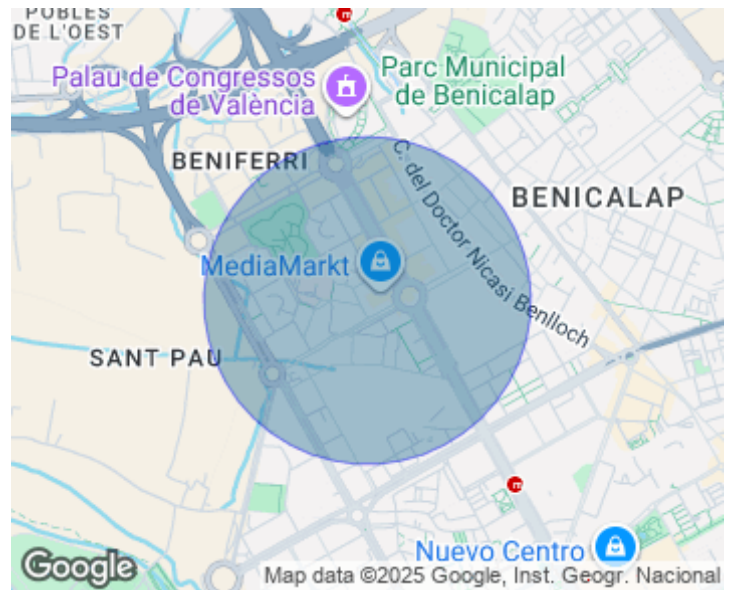 POBLES
DE L'OEST
Palau de Congressos
de València
Parc Municipal
de Benicalap
BENIFERRI
C. del Doctor Nicasi Benlloch
BENICALAP
MediaMarkt
SANT PAU
m
m
Nuevo Centro
Google
Map data ©2025 Google, Inst. Geogr. Nacional